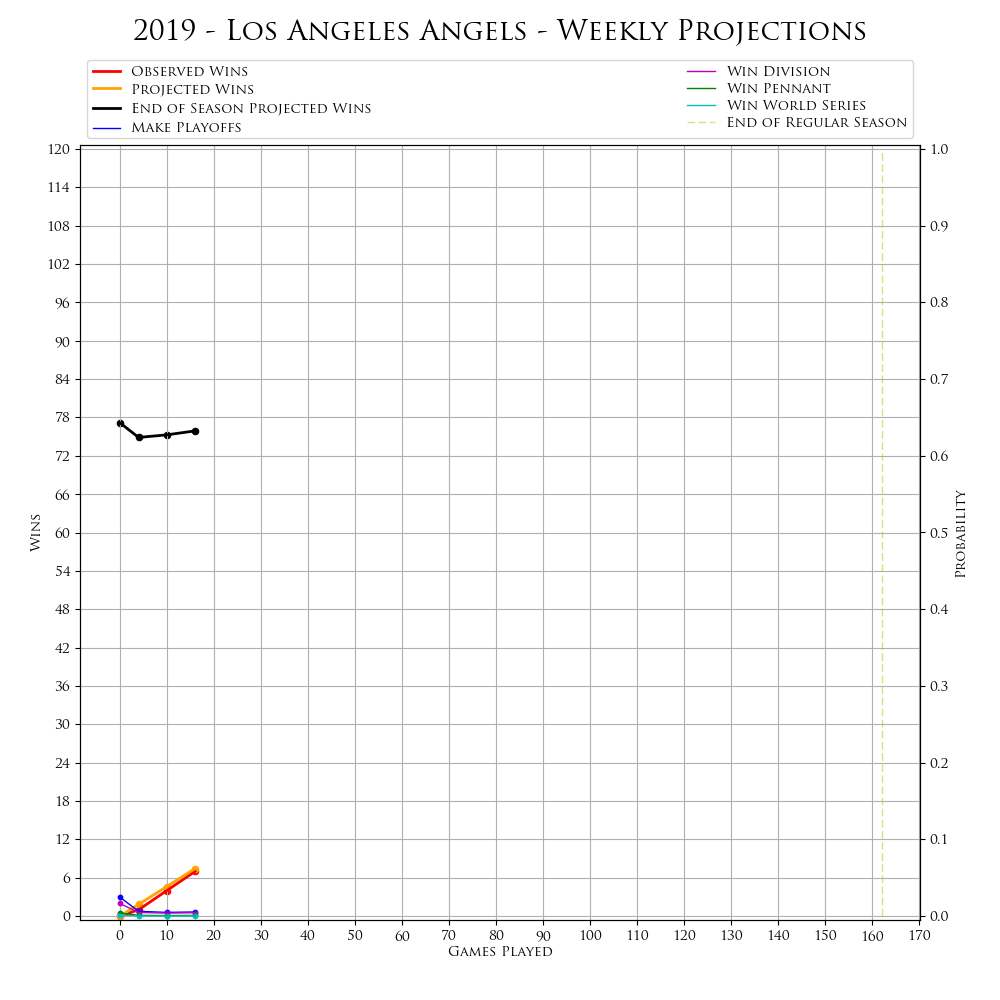 2019 - Los Angeles Angels - Weekly Projections
Observed Wins
Projected Wins
End of Season Projected Wins
Make Playoffs
Win Division
Win Pennant
Win World Series
End of Regular Season
120
114
108
102
96
90
84
78
72
66
60
54
48
42
36
30
24
18
12
6
0
Wins
1.0
0.9
0.8
0.7
0.6
0.5
0.4
0.3
0.2
0.1
0.0
Probability
0 10 20 30 40 50 60 70 80 90 100 110 120 130 140 150 160 170
Games Played